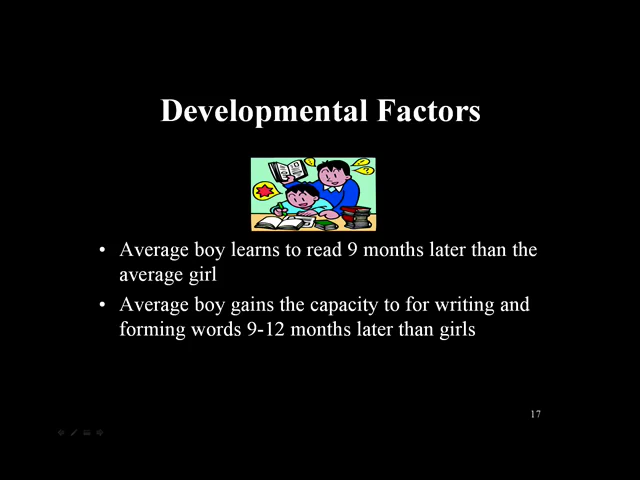 Developmental Factors
• Average boy learns to read 9 months later than the
average girl
• Average boy gains the capacity to for writing and
forming words 9-12 months later than girls
17